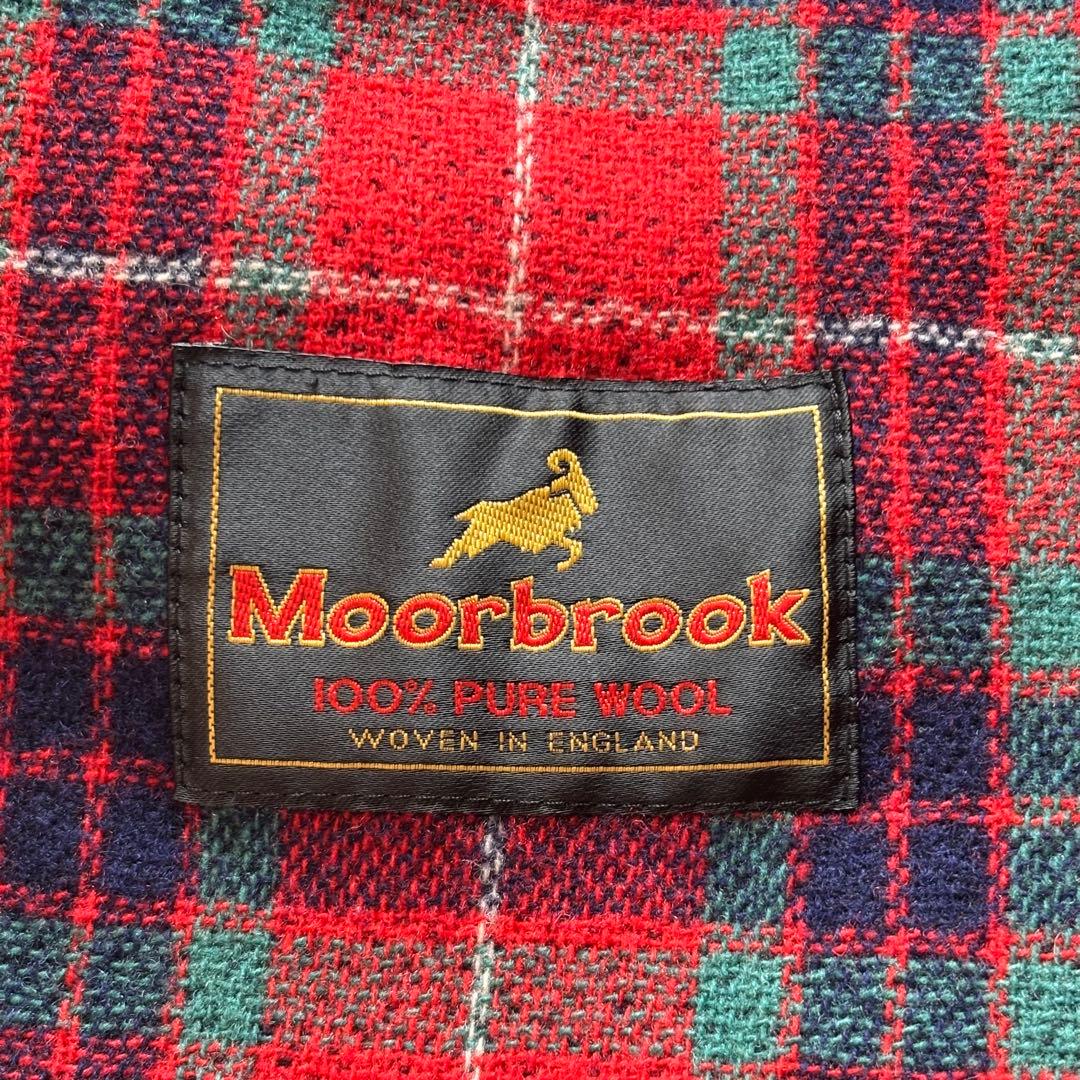 Moorbrook
100% PURE WOOL
WOVEN IN ENGLAND